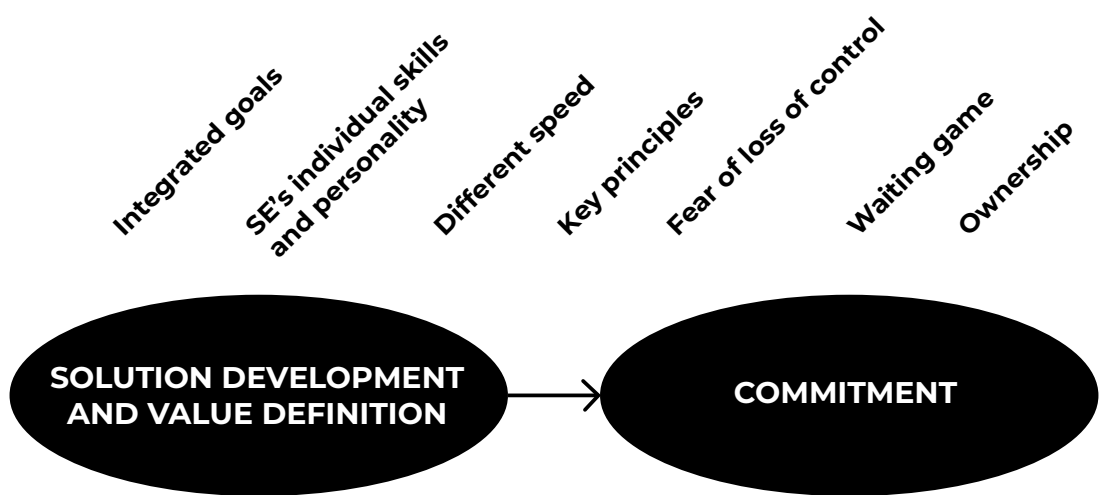 Integrated goals
SE's individual skills
and personality
Different speed
Key principles
Fear of loss of control
Waiting game
Ownership
SOLUTION DEVELOPMENT
AND VALUE DEFINITION
COMMITMENT